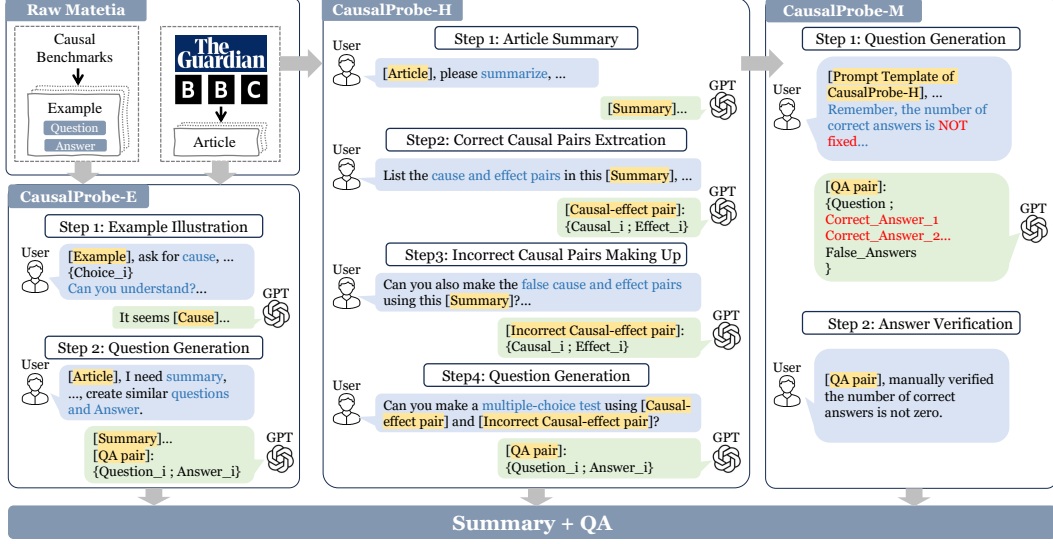 Raw Matetia
Causal
Benchmarks
Example
Question
Answer
The
Guardian
B B C
Article
CausalProbe-E
Step 1: Example Illustration
User
[Example], ask for cause, ...
{Choice_i}
Can you understand?...
GPT
It seems [Cause]...
Step 2: Question Generation
User
[Article], I need summary,
..., create similar questions
and Answer.
GPT
[Summary]...
[QA pair]:
{Question_i ; Answer_i}
CausalProbe-H
Step 1: Article Summary
User
[Article], please summarize, ...
GPT
[Summary]...
Step2: Correct Causal Pairs Extrcation
User
List the cause and effect pairs in this [Summary], ...
GPT
[Causal-effect pair]:
{Causal_i ; Effect_i}
Step3: Incorrect Causal Pairs Making Up
User
Can you also make the false cause and effect pairs
using this [Summary]?...
GPT
[Incorrect Causal-effect pair]:
{Causal_i ; Effect_i}
Step4: Question Generation
User
Can you make a multiple-choice test using [Causal-
effect pair] and [Incorrect Causal-effect pair]?
GPT
[QA pair]:
{Qusetion_i ; Answer_i}
CausalProbe-M
Step 1: Question Generation
User
[Prompt Template of
CausalProbe-H], ...
Remember, the number of
correct answers is NOT
fixed...
GPT
[QA pair]:
{Question ;
Correct_Answer_1
Correct_Answer_2...
False_Answers
}
Step 2: Answer Verification
User
[QA pair], manually verified
the number of correct
answers is not zero.
Summary + QA